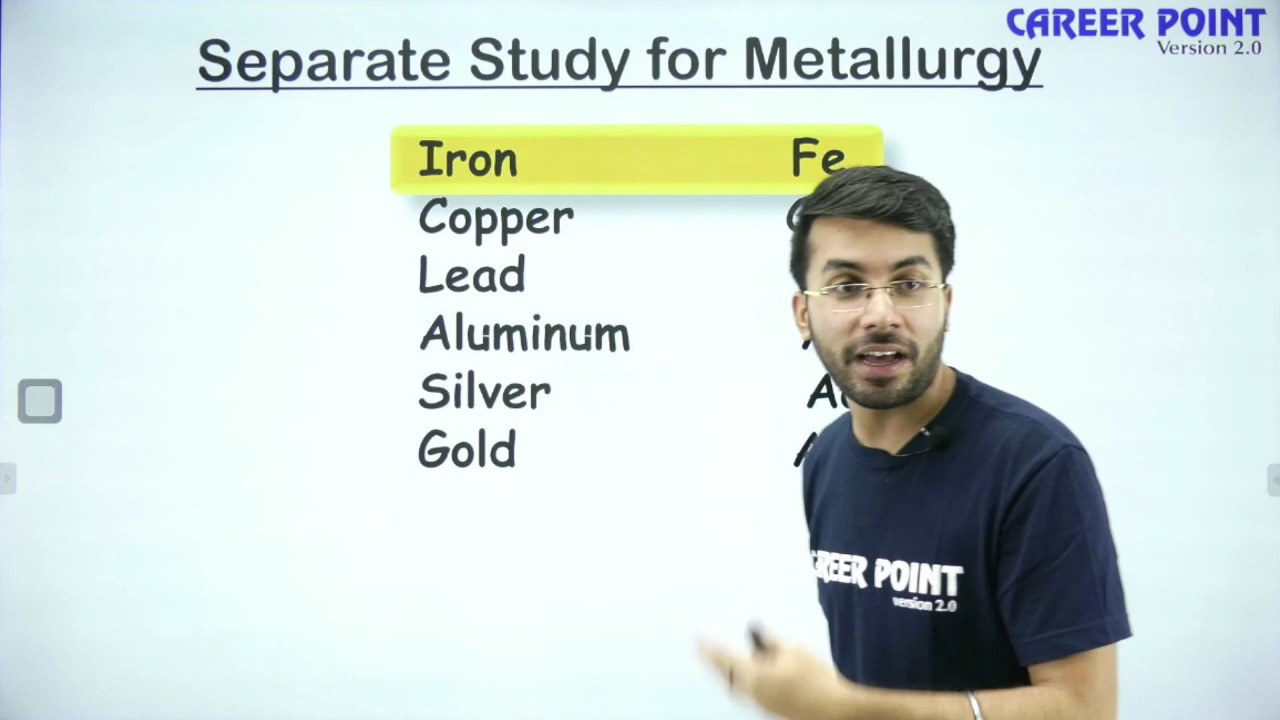 CAREER POINT
Version 2.0
Separate Study for Metallurgy
Iron Fe
Copper
Lead
Aluminum
Silver
Gold
POINT
version 2.0